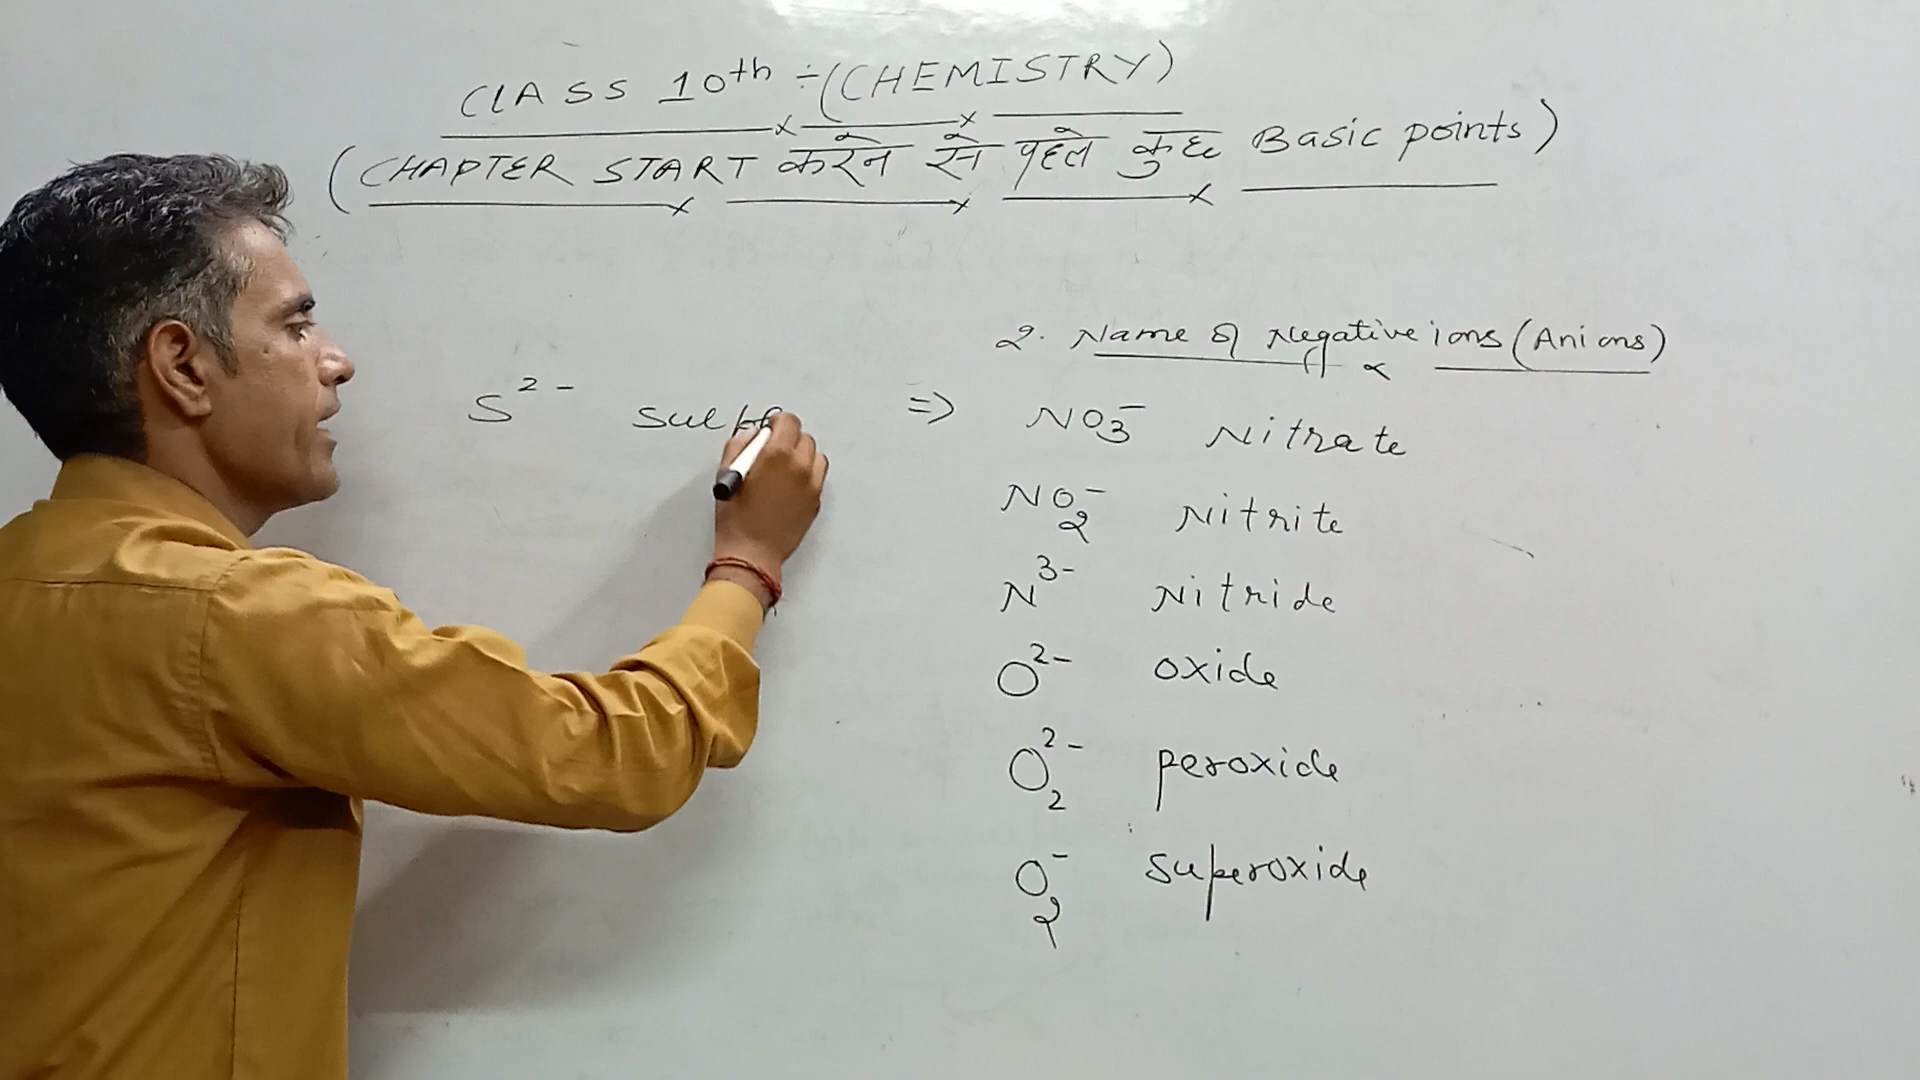 CLASS 10th ÷ (CHEMISTRY)
(CHAPTER START करने से पहले कुछ Basic points)
2. Name of Negative ions (Anions)
S²⁻ sulph
=> NO₃⁻ Nitrate
NO₂⁻ Nitrite
N³⁻ Nitride
O²⁻ oxide
O₂²⁻ peroxide
O₂⁻ superoxide